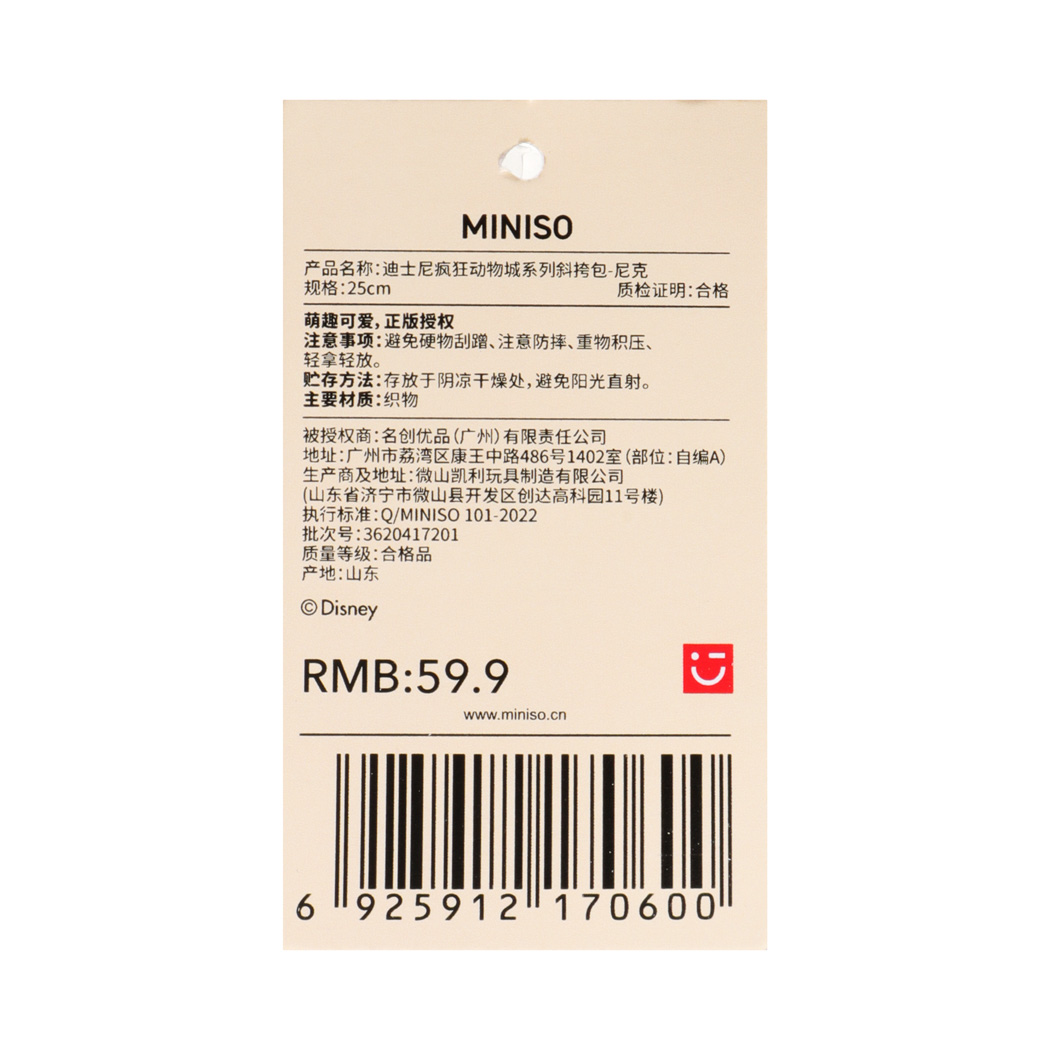 MINISO
产品名称:迪士尼疯狂动物城系列斜挎包-尼克
规格:25cm 质检证明:合格
萌趣可爱,正版授权
注意事项:避免硬物刮蹭、注意防摔、重物积压、
轻拿轻放。
贮存方法:存放于阴凉干燥处,避免阳光直射。
主要材质:织物
被授权商:名创优品(广州)有限责任公司
地址:广州市荔湾区康王中路486号1402室(部位:自编A)
生产商及地址:微山凯利玩具制造有限公司
(山东省济宁市微山县开发区创达高科园11号楼)
执行标准:Q/MINISO 101-2022
批次号:3620417201
质量等级:合格品
产地:山东
©Disney
RMB:59.9
www.miniso.cn
6 925912 170600